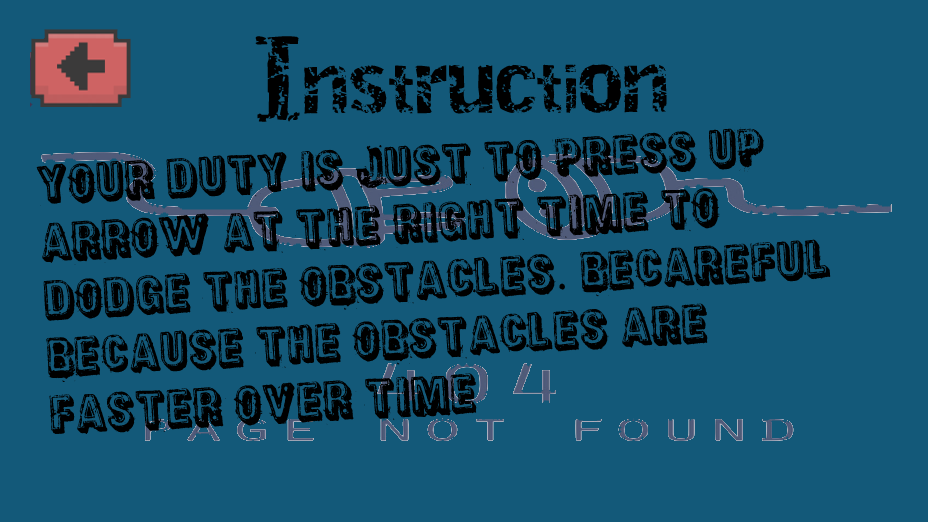 Instruction
YOUR DUTY IS JUST TO PRESS UP
ARROW AT THE RIGHT TIME TO
DODGE THE OBSTACLES. BECAREFUL
BECAUSE THE OBSTACLES ARE
FASTER OVER TIME
404
PAGE NOT FOUND